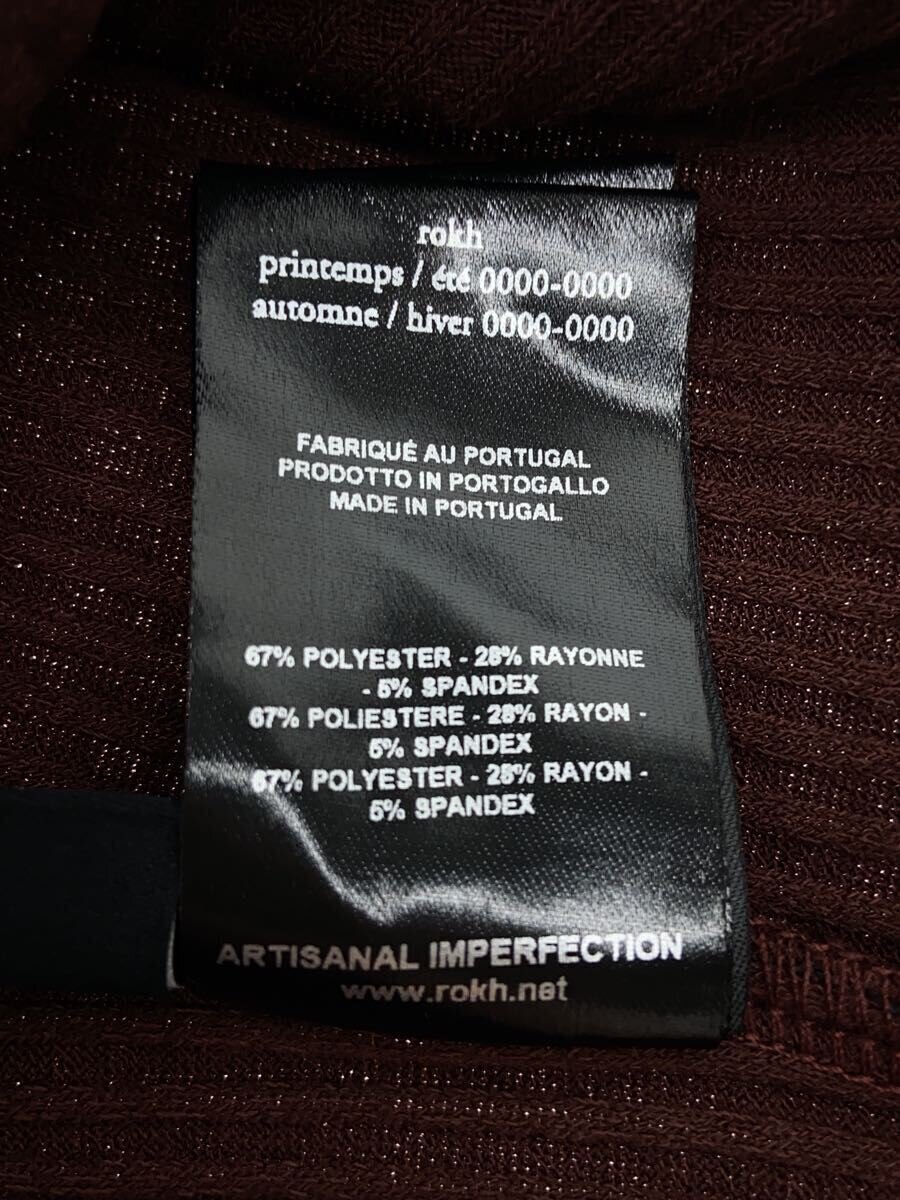 rokh
printemps / été 0000-0000
automne / hiver 0000-0000
FABRIQUÉ AU PORTUGAL
PRODOTTO IN PORTOGALLO
MADE IN PORTUGAL
67% POLYESTER - 28% RAYONNE
- 5% SPANDEX
67% POLIESTERE - 28% RAYON -
5% SPANDEX
67% POLYESTER - 28% RAYON -
5% SPANDEX
ARTISANAL IMPERFECTION
www.rokh.net